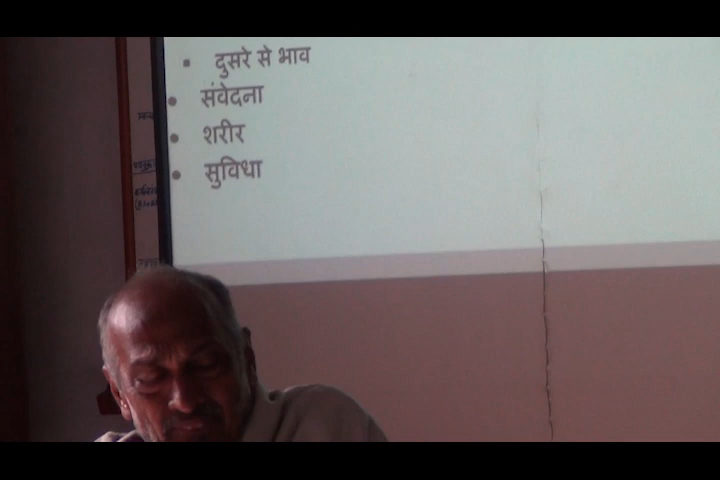 ▪ दुसरे से भाव
• संवेदना
• शरीर
• सुविधा